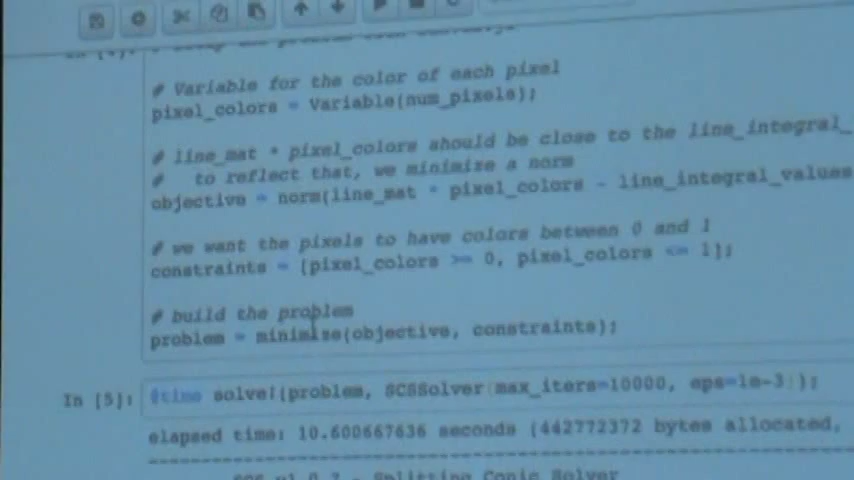 # Variable for the color of each pixel
pixel_colors = Variable(num_pixels);
# line_mat * pixel_colors should be close to the line_integral_
#   to reflect that, we minimize a norm
objective = norm(line_mat * pixel_colors - line_integral_values
# we want the pixels to have colors between 0 and 1
constraints = [pixel_colors >= 0, pixel_colors <= 1];
# build the problem
problem = minimize(objective, constraints);
In [5]: @time solve!(problem, SCSSolver(max_iters=10000, eps=1e-3));
elapsed time: 10.600667636 seconds (442772372 bytes allocated,
Splitting Conic Solver